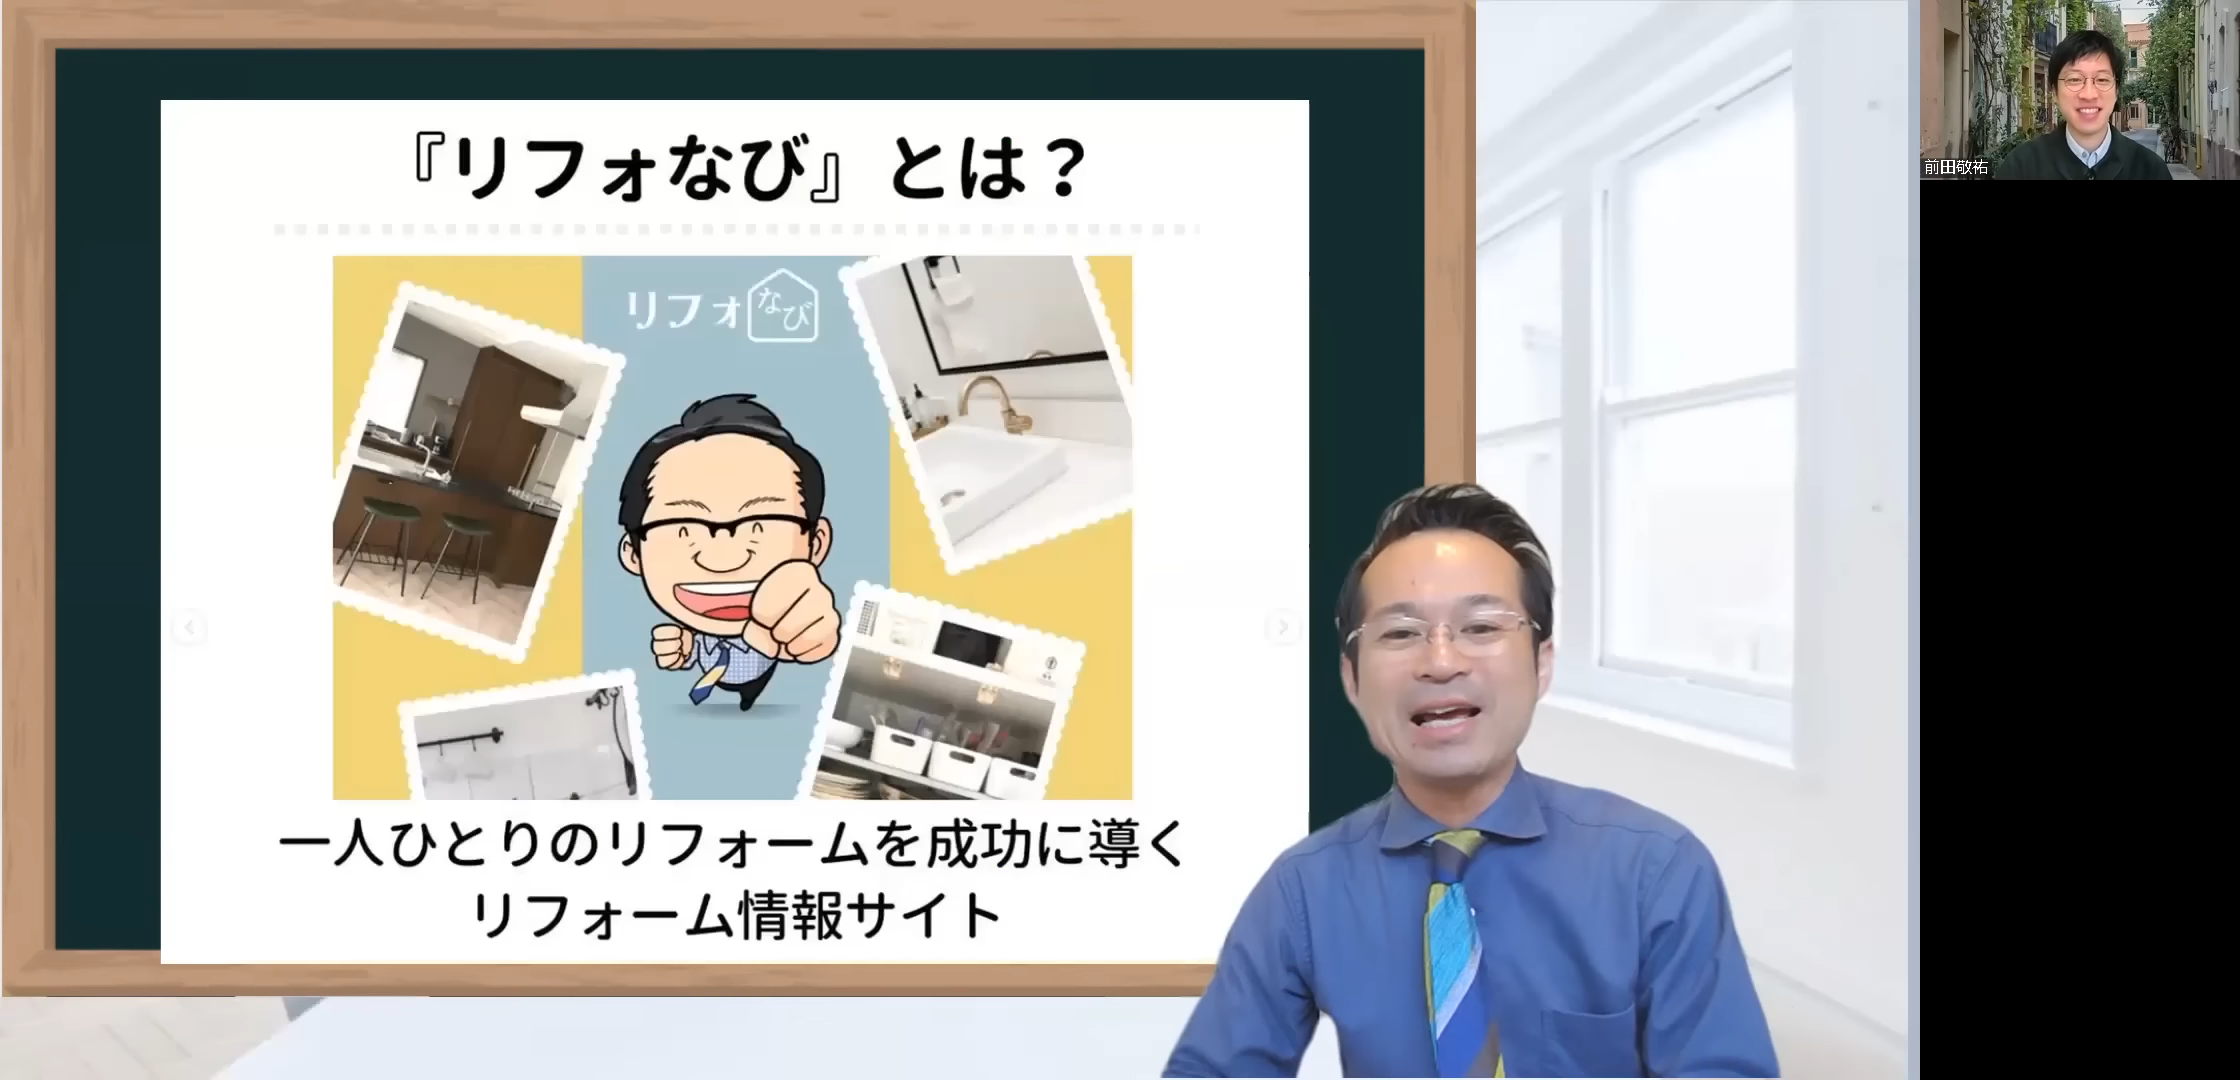 『リフォなび』とは？
リフォなび
一人ひとりのリフォームを成功に導く
リフォーム情報サイト
前田敬祐